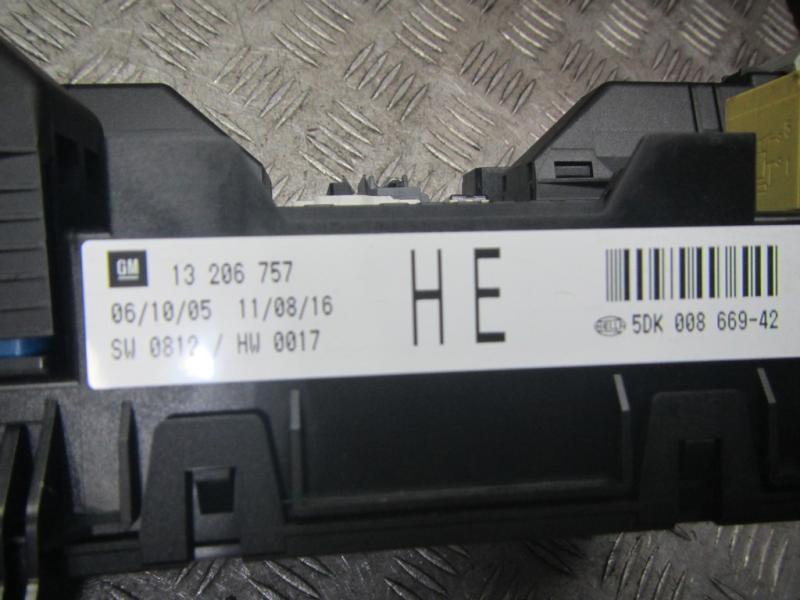 GM 13 206 757
06/10/05 11/08/16
SW 0812 / HW 0017
HE
HELLA 5DK 008 669-42